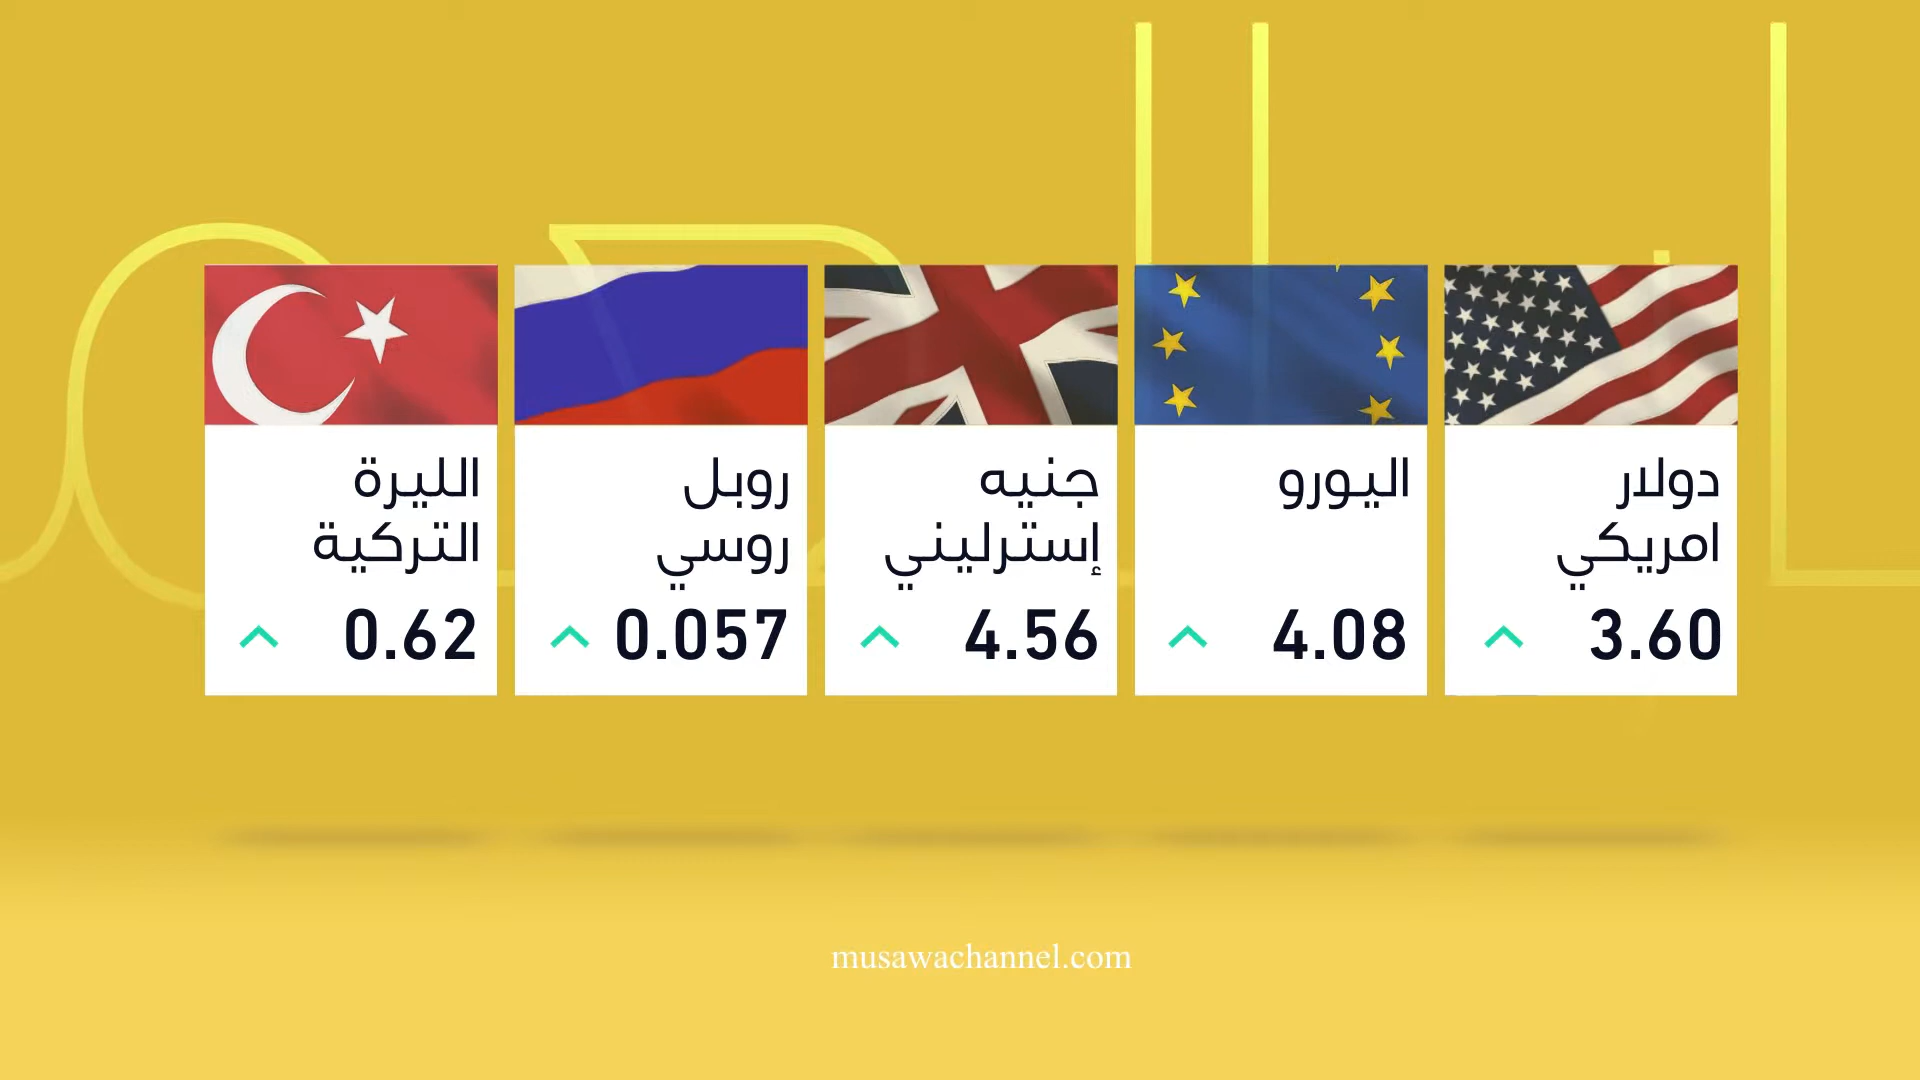 دولار
امريكي
3.60
اليورو
4.08
جنيه
إسترليني
4.56
روبل
روسي
0.057
الليرة
التركية
0.62
musawachannel.com